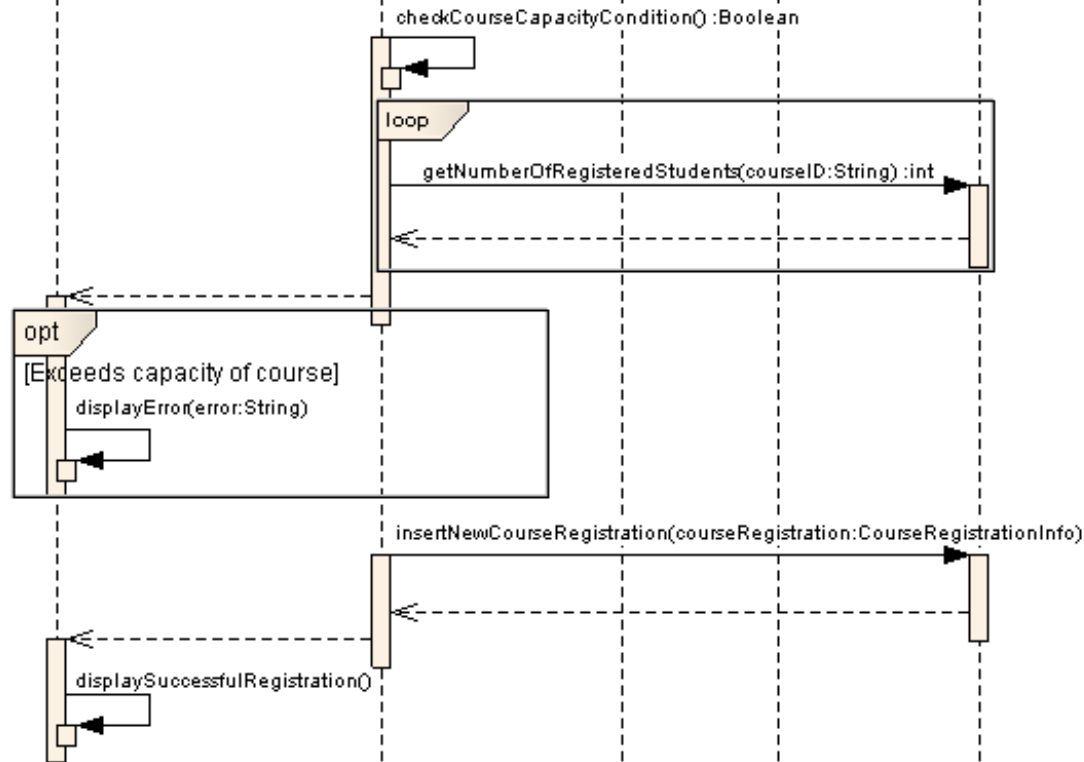 checkCourseCapacityCondition() :Boolean
loop
getNumberOfRegisteredStudents(courseID:String) :int
opt
[Exceeds capacity of course]
displayError(error:String)
insertNewCourseRegistration(courseRegistration:CourseRegistrationInfo)
displaySuccessfulRegistration()